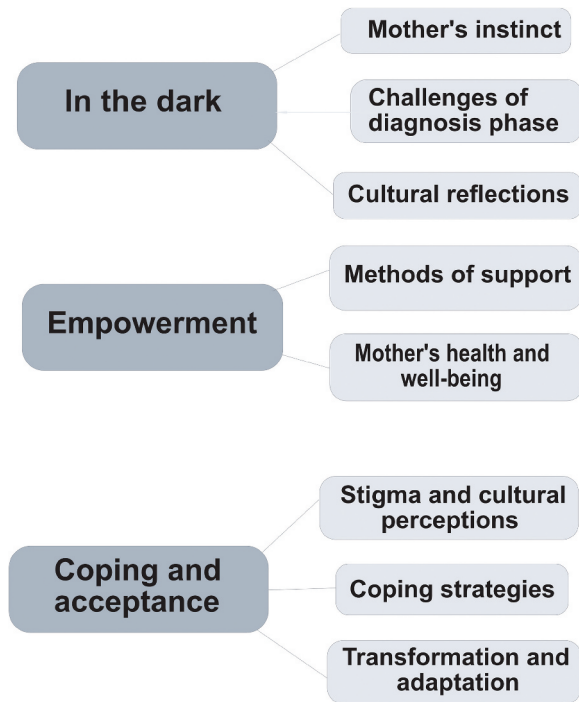 In the dark
Mother's instinct
Challenges of
diagnosis phase
Cultural reflections
Empowerment
Methods of support
Mother's health and
well-being
Coping and
acceptance
Stigma and cultural
perceptions
Coping strategies
Transformation and
adaptation